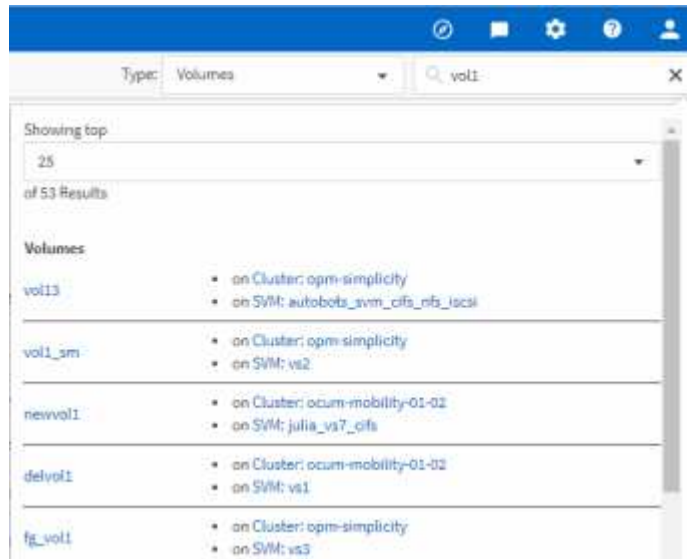 Type: Volumes vol1
Showing top
25
of 53 Results
Volumes
vol13
• on Cluster: opm-simplicity
• on SVM: autobots_svm_cifs_nfs_iscsi
vol1_sm
• on Cluster: opm-simplicity
• on SVM: vs2
newvol1
• on Cluster: ocum-mobility-01-02
• on SVM: julia_vs7_cifs
delvol1
• on Cluster: ocum-mobility-01-02
• on SVM: vs1
fg_vol1
• on Cluster: opm-simplicity
• on SVM: vs3